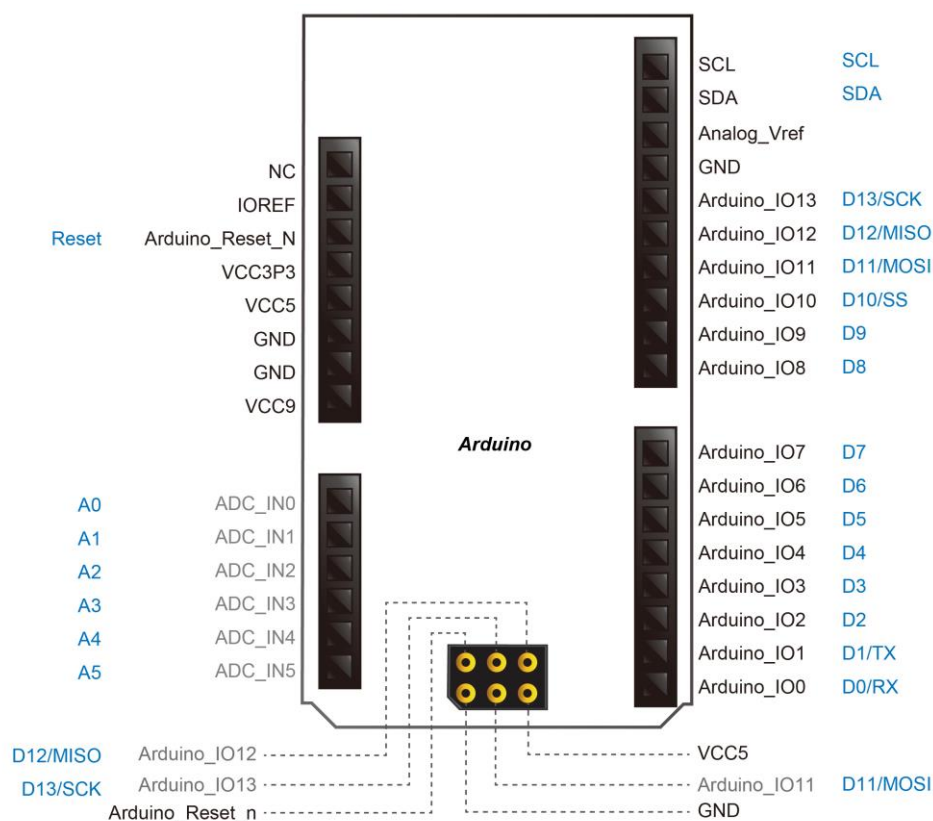 SCL SCL
SDA SDA
Analog_Vref
NC GND
IOREF Arduino_IO13 D13/SCK
Reset Arduino_Reset_N Arduino_IO12 D12/MISO
VCC3P3 Arduino_IO11 D11/MOSI
VCC5 Arduino_IO10 D10/SS
GND Arduino_IO9 D9
GND Arduino_IO8 D8
VCC9
Arduino Arduino_IO7 D7
Arduino_IO6 D6
A0 ADC_IN0 Arduino_IO5 D5
A1 ADC_IN1 Arduino_IO4 D4
A2 ADC_IN2 Arduino_IO3 D3
A3 ADC_IN3 Arduino_IO2 D2
A4 ADC_IN4 Arduino_IO1 D1/TX
A5 ADC_IN5 Arduino_IO0 D0/RX
D12/MISO Arduino_IO12 VCC5
D13/SCK Arduino_IO13 Arduino_IO11 D11/MOSI
Arduino_Reset_n GND